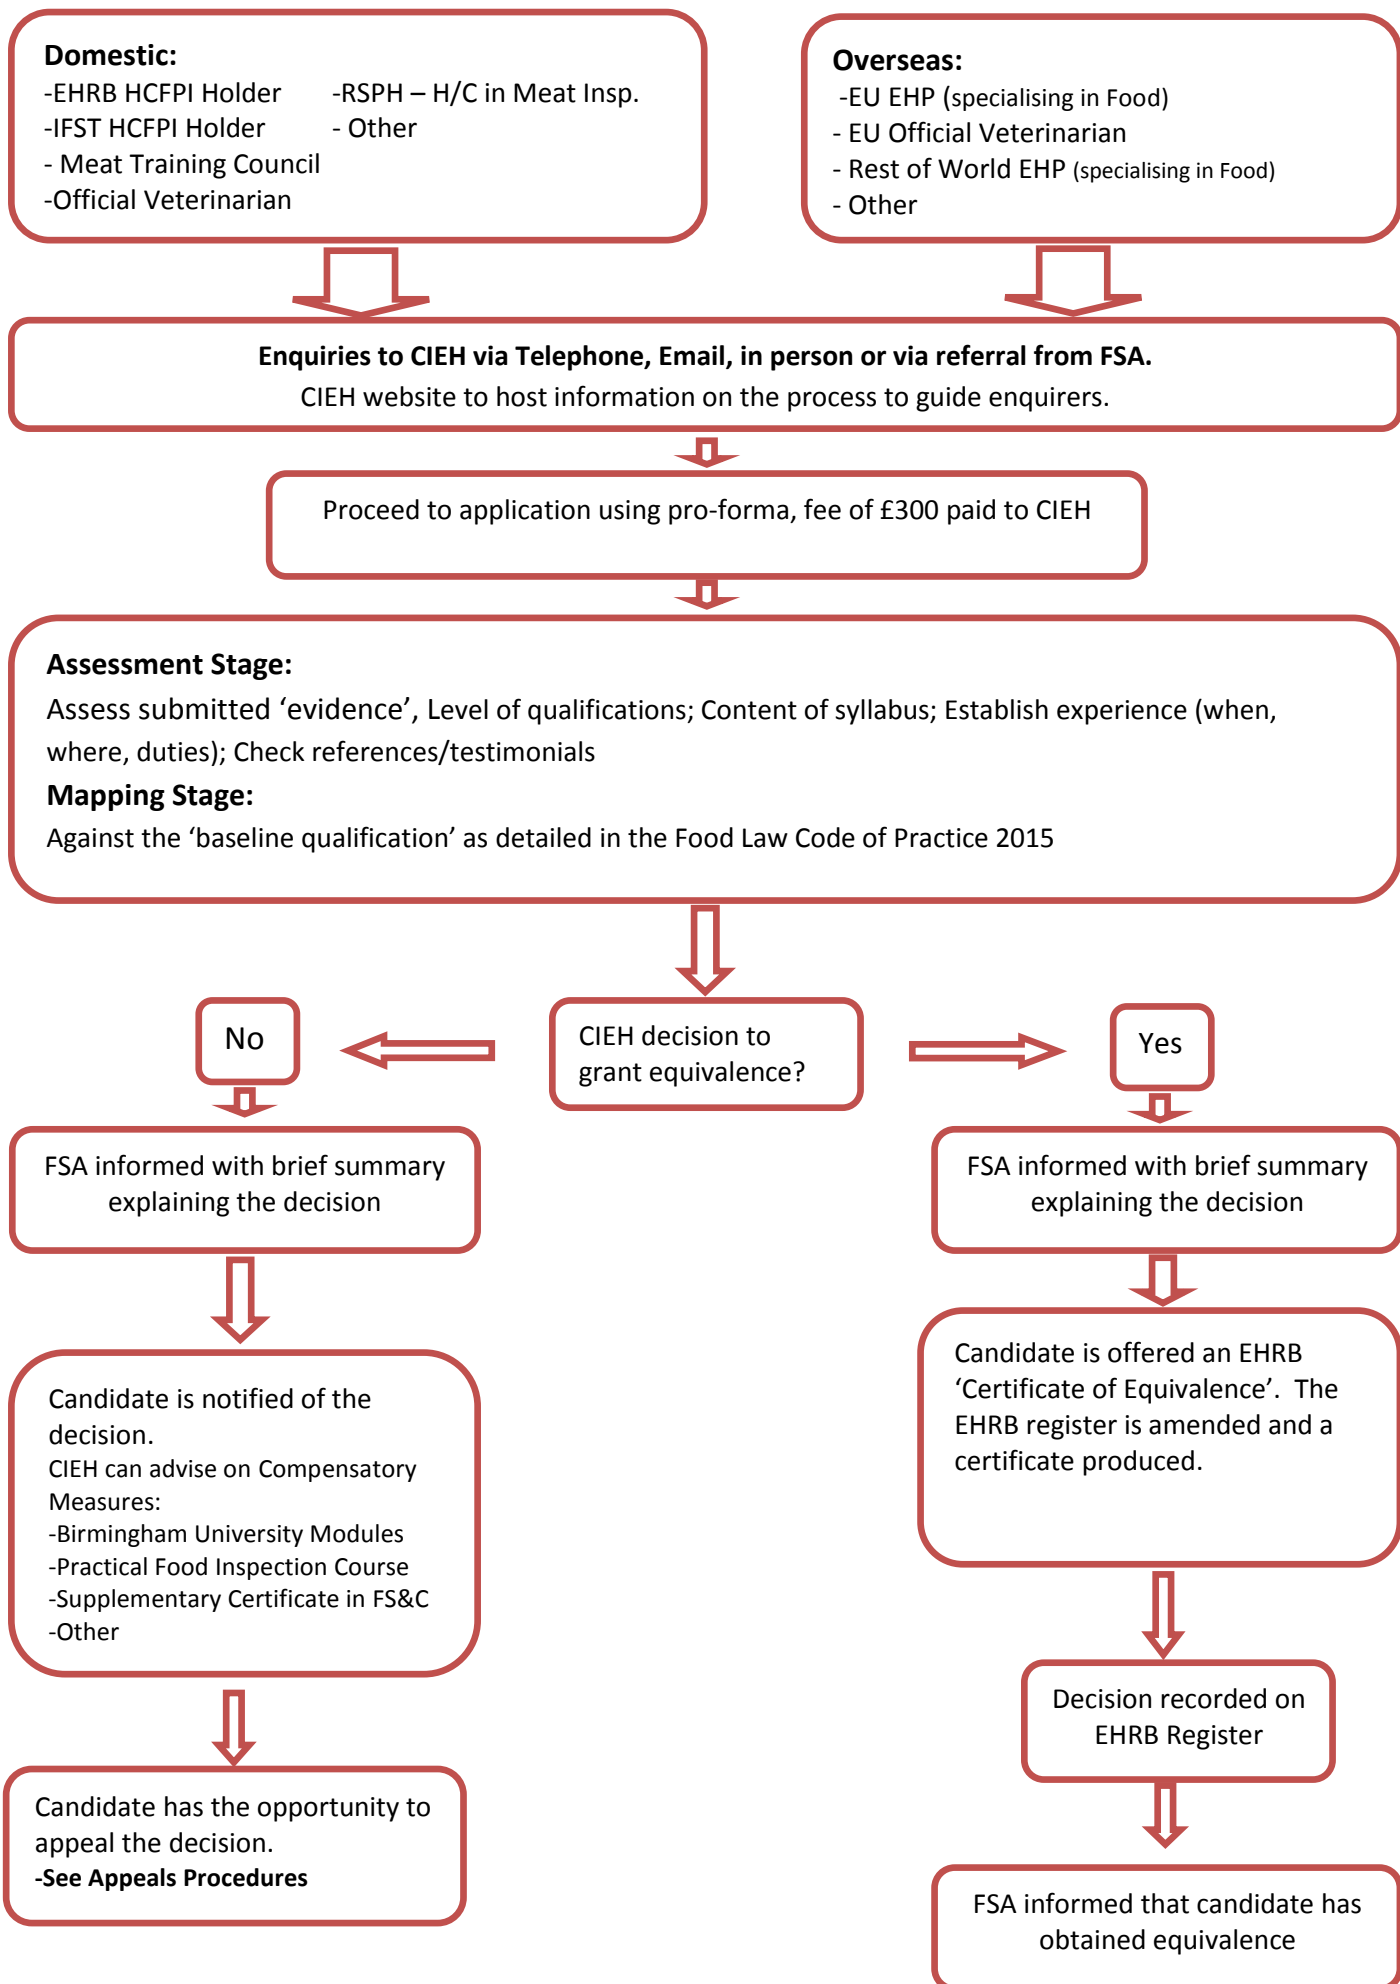 Domestic:
-EHRB HCFPI Holder -RSPH – H/C in Meat Insp.
-IFST HCFPI Holder - Other
- Meat Training Council
-Official Veterinarian
Overseas:
-EU EHP (specialising in Food)
- EU Official Veterinarian
- Rest of World EHP (specialising in Food)
- Other
Enquiries to CIEH via Telephone, Email, in person or via referral from FSA.
CIEH website to host information on the process to guide enquirers.
Proceed to application using pro-forma, fee of £300 paid to CIEH
Assessment Stage:
Assess submitted ‘evidence’, Level of qualifications; Content of syllabus; Establish experience (when,
where, duties); Check references/testimonials
Mapping Stage:
Against the ‘baseline qualification’ as detailed in the Food Law Code of Practice 2015
No
CIEH decision to
grant equivalence?
Yes
FSA informed with brief summary
explaining the decision
FSA informed with brief summary
explaining the decision
Candidate is notified of the
decision.
CIEH can advise on Compensatory
Measures:
-Birmingham University Modules
-Practical Food Inspection Course
-Supplementary Certificate in FS&C
-Other
Candidate is offered an EHRB
‘Certificate of Equivalence’. The
EHRB register is amended and a
certificate produced.
Decision recorded on
EHRB Register
Candidate has the opportunity to
appeal the decision.
-See Appeals Procedures
FSA informed that candidate has
obtained equivalence